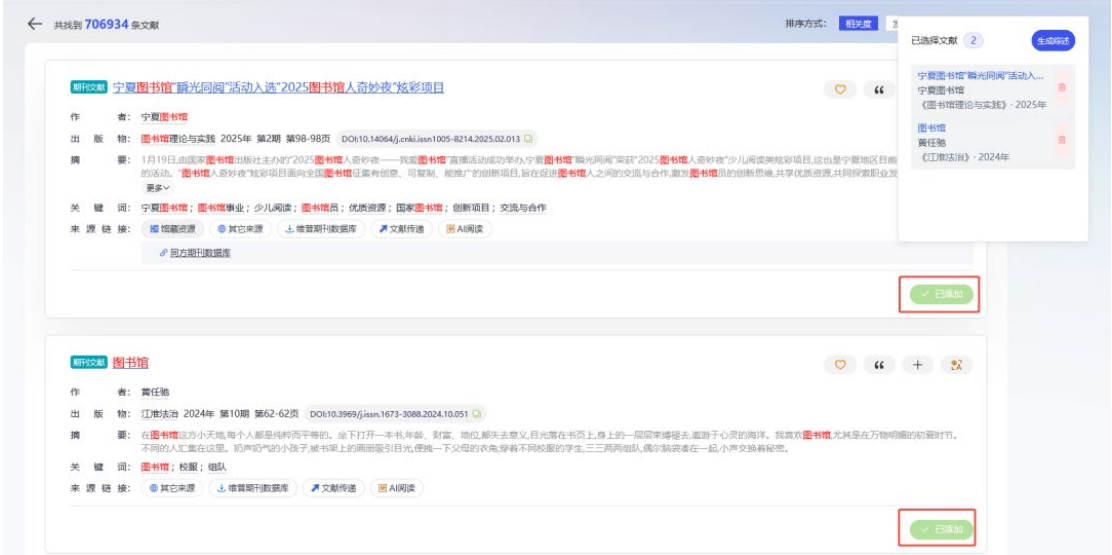 共找到 706934 条文献
排序方式： 相关度
已选择文献 2 生成综述
宁夏图书馆"瞬光同阅"活动入...
宁夏图书馆
《图书馆理论与实践》· 2025年
图书馆
黄任驰
《江淮法治》· 2024年
期刊文献 宁夏图书馆"瞬光同阅"活动入选"2025图书馆人奇妙夜"炫彩项目
作者： 宁夏图书馆
出版物： 图书馆理论与实践 2025年 第2期 第98-98页 DOI:10.14064/j.cnki.issn1005-8214.2025.02.013
摘要： 1月19日,由国家图书馆出版社主办的"2025图书馆人奇妙夜——我爱图书馆"直播活动成功举办,宁夏图书馆"瞬光同阅"荣获"2025图书馆人奇妙夜"少儿阅读美炫彩项目,这也是宁夏地区目前
的活动。"图书馆人奇妙夜"炫彩项目面向全国图书馆征集有创意、可复制、能推广的创新项目,旨在促进图书馆人之间的交流与合作,激发图书馆员的创新思维,共享优质资源,共同探索职业发
更多
关键词： 宁夏图书馆；图书馆事业；少儿阅读；图书馆员；优质资源；国家图书馆；创新项目；交流与合作
来源链接： 馆藏资源 其它来源 维普期刊数据库 文献传递 AI阅读
同方期刊数据库
已添加
期刊文献 图书馆
作者： 黄任驰
出版物： 江淮法治 2024年 第10期 第62-62页 DOI:10.3969/j.issn.1673-3088.2024.10.051
摘要： 在图书馆这方小天地,每个人都是纯粹而平等的。坐下打开一本书,年龄、财富、地位,都失去意义,目光落在书页上,身上的一层层束缚褪去,遨游于心灵的海洋。我喜欢图书馆,尤其是在万物明媚的初夏时节。
不同的人汇集在这里。奶声奶气的小孩子,被书架上的画册吸引目光,便拽一下父母的衣角;穿着不同校服的学生,三三两两组队,偶尔脑袋凑在一起,小声交换着秘密。
关键词： 图书馆；校服；组队
来源链接： 其它来源 维普期刊数据库 文献传递 AI阅读
已添加